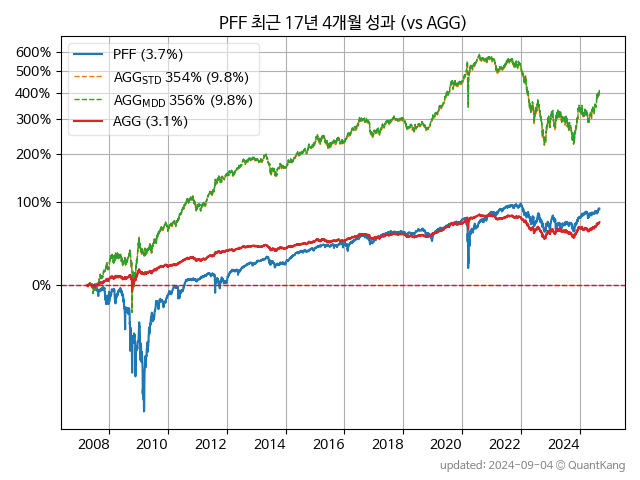 PFF 최근 17년 4개월 성과 (vs AGG)
600%
500%
400%
300%
200%
100%
0%
PFF (3.7%)
AGG_STD 354% (9.8%)
AGG_MDD 356% (9.8%)
AGG (3.1%)
2008 2010 2012 2014 2016 2018 2020 2022 2024
updated: 2024-09-04 © QuantKang